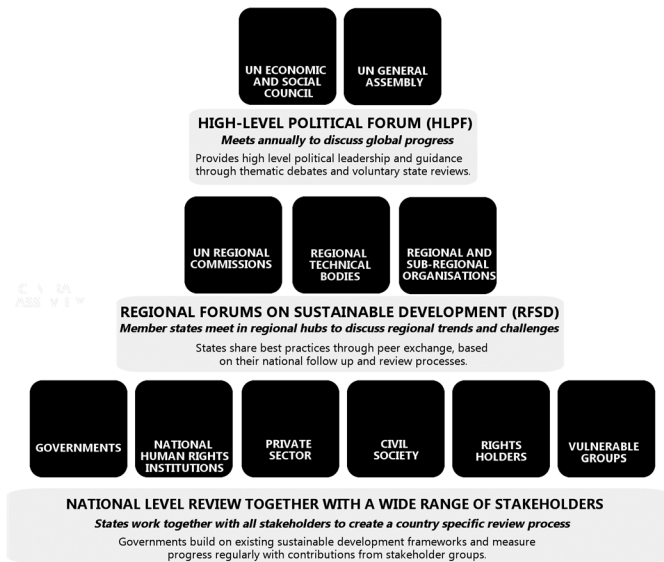 UN ECONOMIC
AND SOCIAL
COUNCIL
UN GENERAL
ASSEMBLY
HIGH-LEVEL POLITICAL FORUM (HLPF)
Meets annually to discuss global progress
Provides high level political leadership and guidance
through thematic debates and voluntary state reviews.
UN REGIONAL
COMMISSIONS
REGIONAL
TECHNICAL
BODIES
REGIONAL AND
SUB-REGIONAL
ORGANISATIONS
REGIONAL FORUMS ON SUSTAINABLE DEVELOPMENT (RFSD)
Member states meet in regional hubs to discuss regional trends and challenges
States share best practices through peer exchange, based
on their national follow up and review processes.
GOVERNMENTS
NATIONAL
HUMAN RIGHTS
INSTITUTIONS
PRIVATE
SECTOR
CIVIL
SOCIETY
RIGHTS
HOLDERS
VULNERABLE
GROUPS
NATIONAL LEVEL REVIEW TOGETHER WITH A WIDE RANGE OF STAKEHOLDERS
States work together with all stakeholders to create a country specific review process
Governments build on existing sustainable development frameworks and measure
progress regularly with contributions from stakeholder groups.